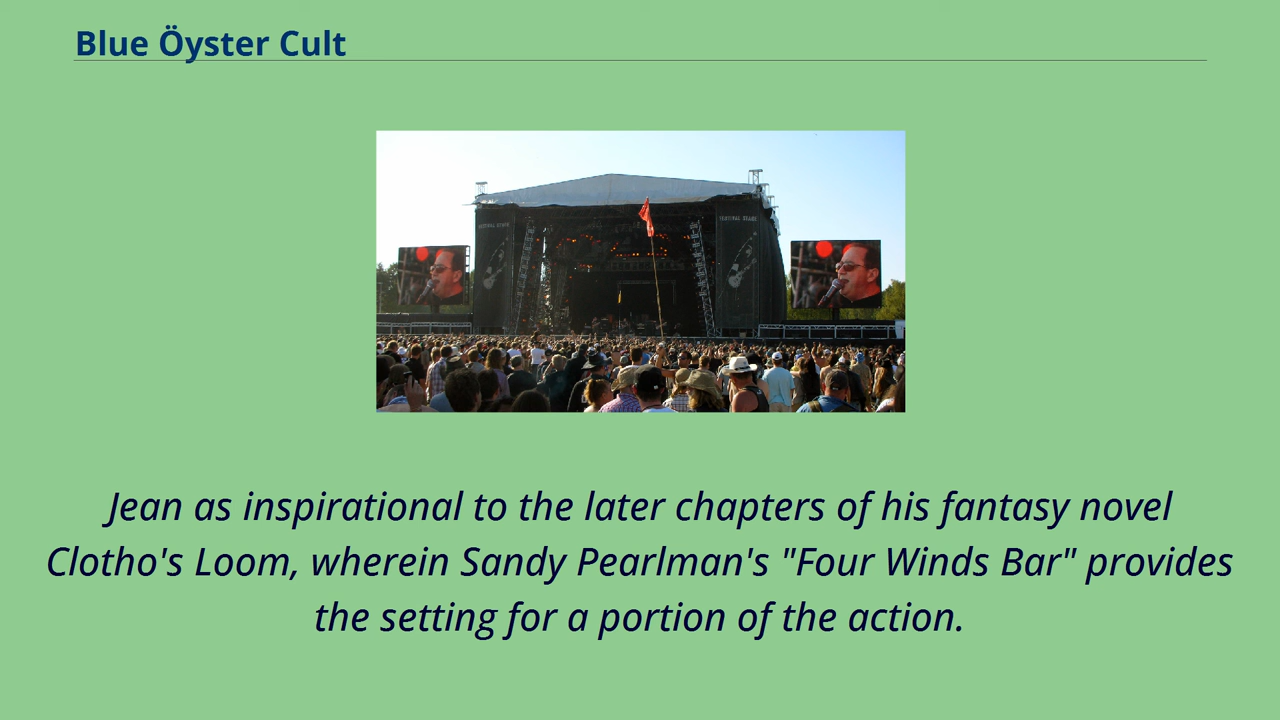 Blue Öyster Cult
Jean as inspirational to the later chapters of his fantasy novel
Clotho's Loom, wherein Sandy Pearlman's "Four Winds Bar" provides
the setting for a portion of the action.